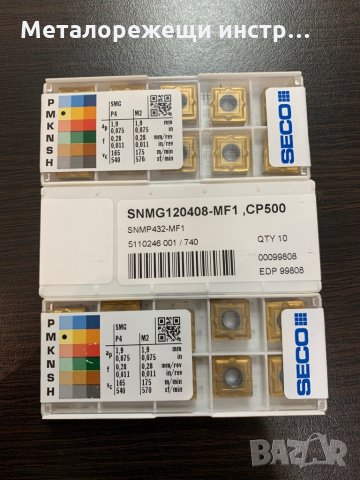 Металорежещи инстр...
P M K N S H
SMG
P4 M2
ap 1,9 1,9 mm
0,075 0,075 in
f 0,28 0,28 mm/rev
0,011 0,011 in/rev
vc 165 175 m/min
540 570 sf/min
SECO
SNMG120408-MF1 ,CP500
SNMP432-MF1
5110246 001 / 740 QTY 10
00099808
EDP 99808
P M K N S H
SMG
P4 M2
ap 1,9 1,9 mm
0,075 0,075 in
f 0,28 0,28 mm/rev
0,011 0,011 in/rev
vc 165 175 m/min
540 570 sf/min
SECO
BAZAR